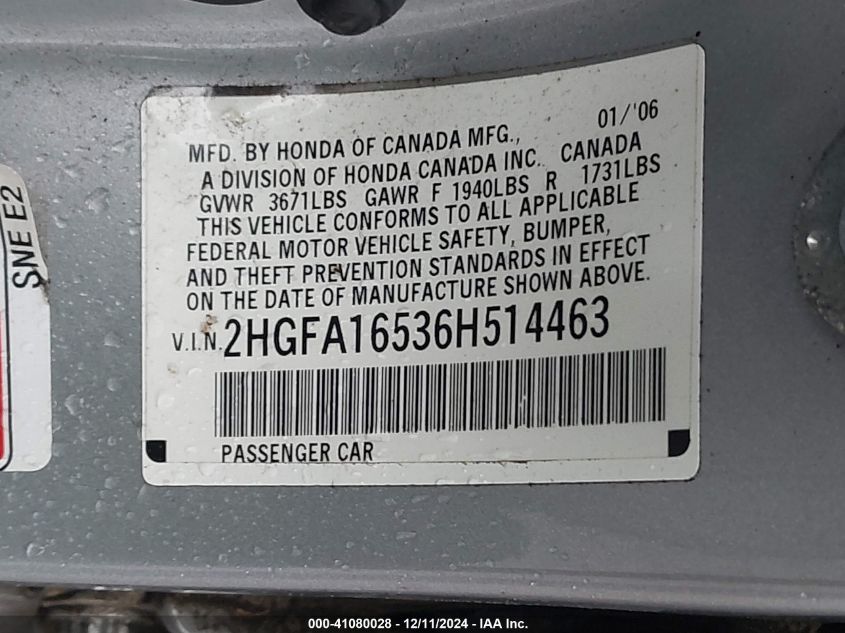 01/'06
MFD. BY HONDA OF CANADA MFG.,
A DIVISION OF HONDA CANADA INC. CANADA
GVWR 3671LBS GAWR F 1940LBS R 1731LBS
THIS VEHICLE CONFORMS TO ALL APPLICABLE
FEDERAL MOTOR VEHICLE SAFETY, BUMPER,
AND THEFT PREVENTION STANDARDS IN EFFECT
ON THE DATE OF MANUFACTURE SHOWN ABOVE.
V.I.N. 2HGFA16536H514463
PASSENGER CAR
SNE E2
000-41080028 - 12/11/2024 - IAA Inc.